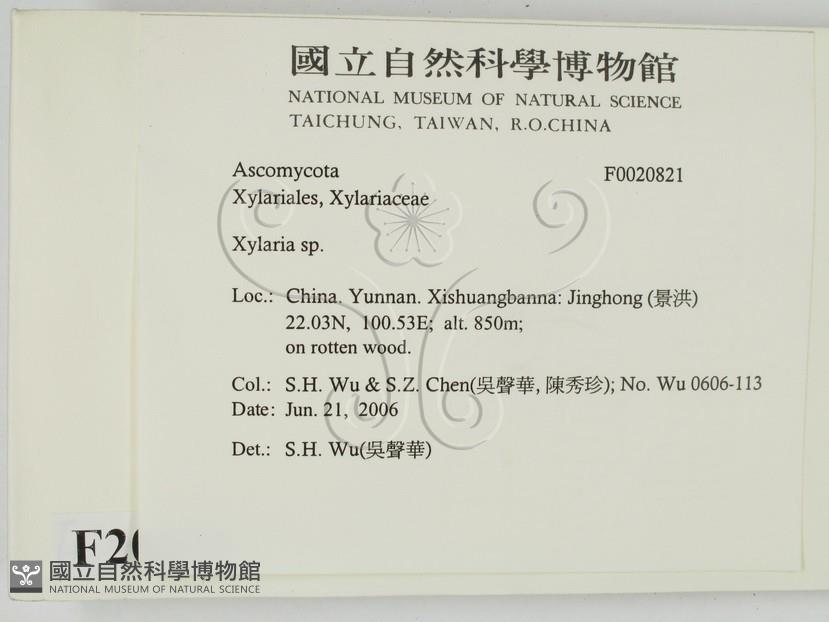 國立自然科學博物館
NATIONAL MUSEUM OF NATURAL SCIENCE
TAICHUNG, TAIWAN, R.O.CHINA
Ascomycota F0020821
Xylariales, Xylariaceae
Xylaria sp.
Loc.: China. Yunnan. Xishuangbanna: Jinghong (景洪)
22.03N, 100.53E; alt. 850m;
on rotten wood.
Col.: S.H. Wu & S.Z. Chen(吳聲華, 陳秀珍); No. Wu 0606-113
Date: Jun. 21, 2006
Det.: S.H. Wu(吳聲華)
F2
國立自然科學博物館
NATIONAL MUSEUM OF NATURAL SCIENCE